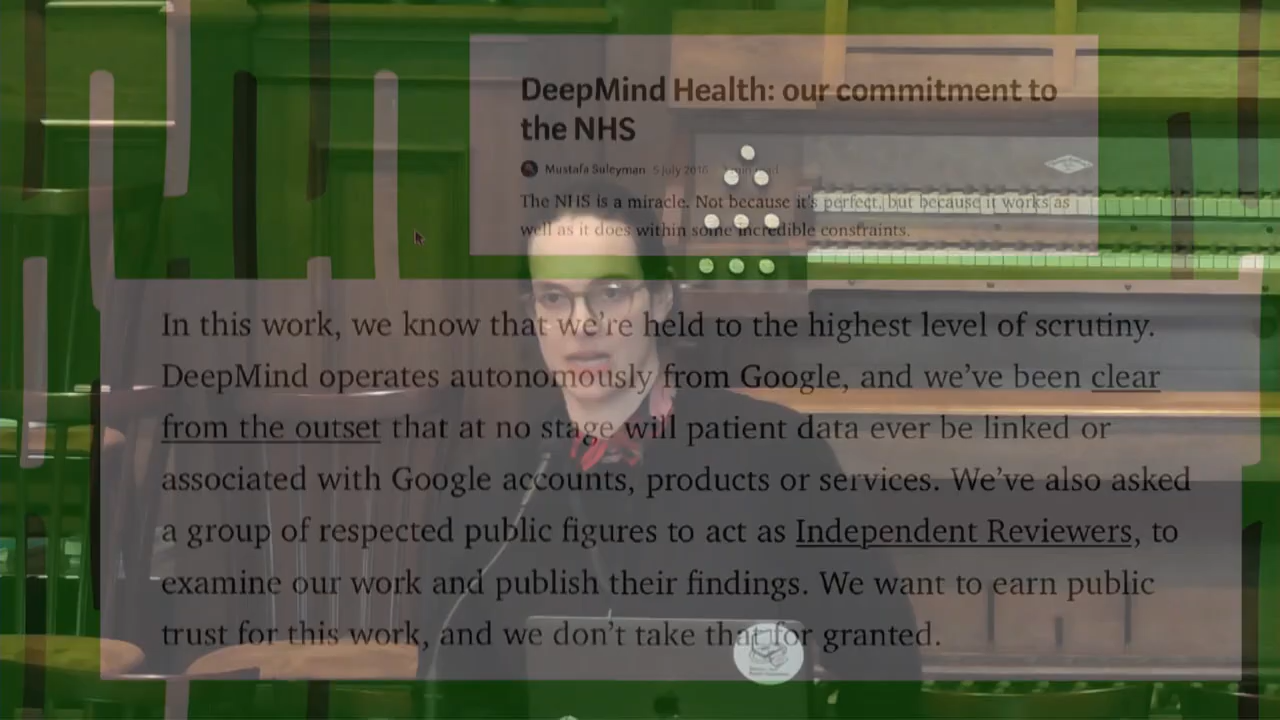 DeepMind Health: our commitment to
the NHS
Mustafa Suleyman 5 July 2016
The NHS is a miracle. Not because it's perfect, but because it works as
well as it does within some incredible constraints.
In this work, we know that we're held to the highest level of scrutiny.
DeepMind operates autonomously from Google, and we've been clear
from the outset that at no stage will patient data ever be linked or
associated with Google accounts, products or services. We've also asked
a group of respected public figures to act as Independent Reviewers, to
examine our work and publish their findings. We want to earn public
trust for this work, and we don't take that for granted.